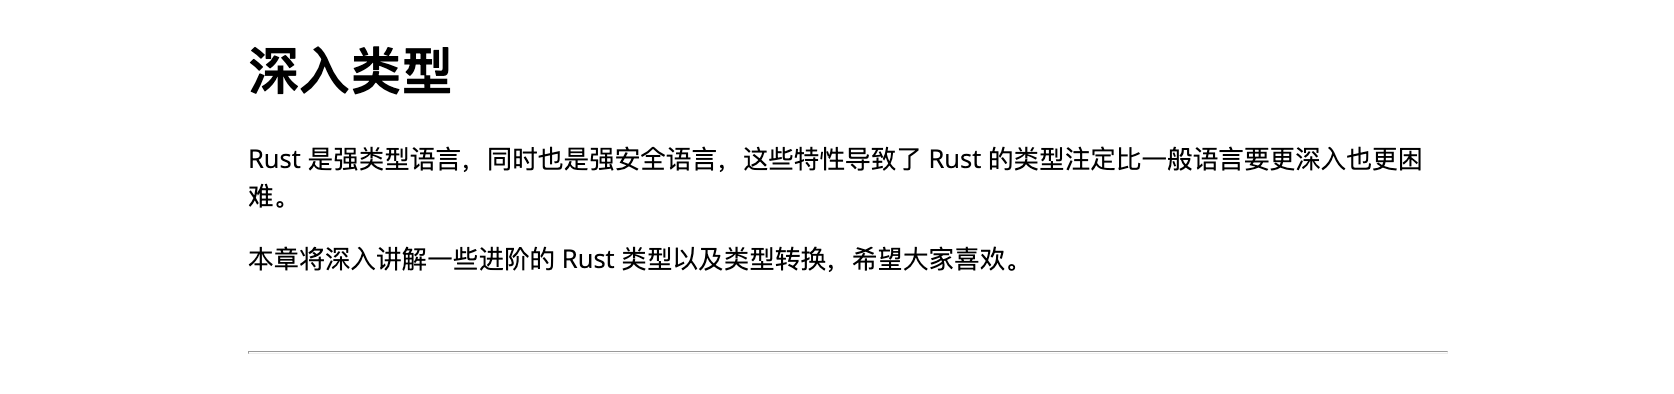 深入类型
Rust 是强类型语言，同时也是强安全语言，这些特性导致了 Rust 的类型注定比一般语言要更深入也更困
难。
本章将深入讲解一些进阶的 Rust 类型以及类型转换，希望大家喜欢。